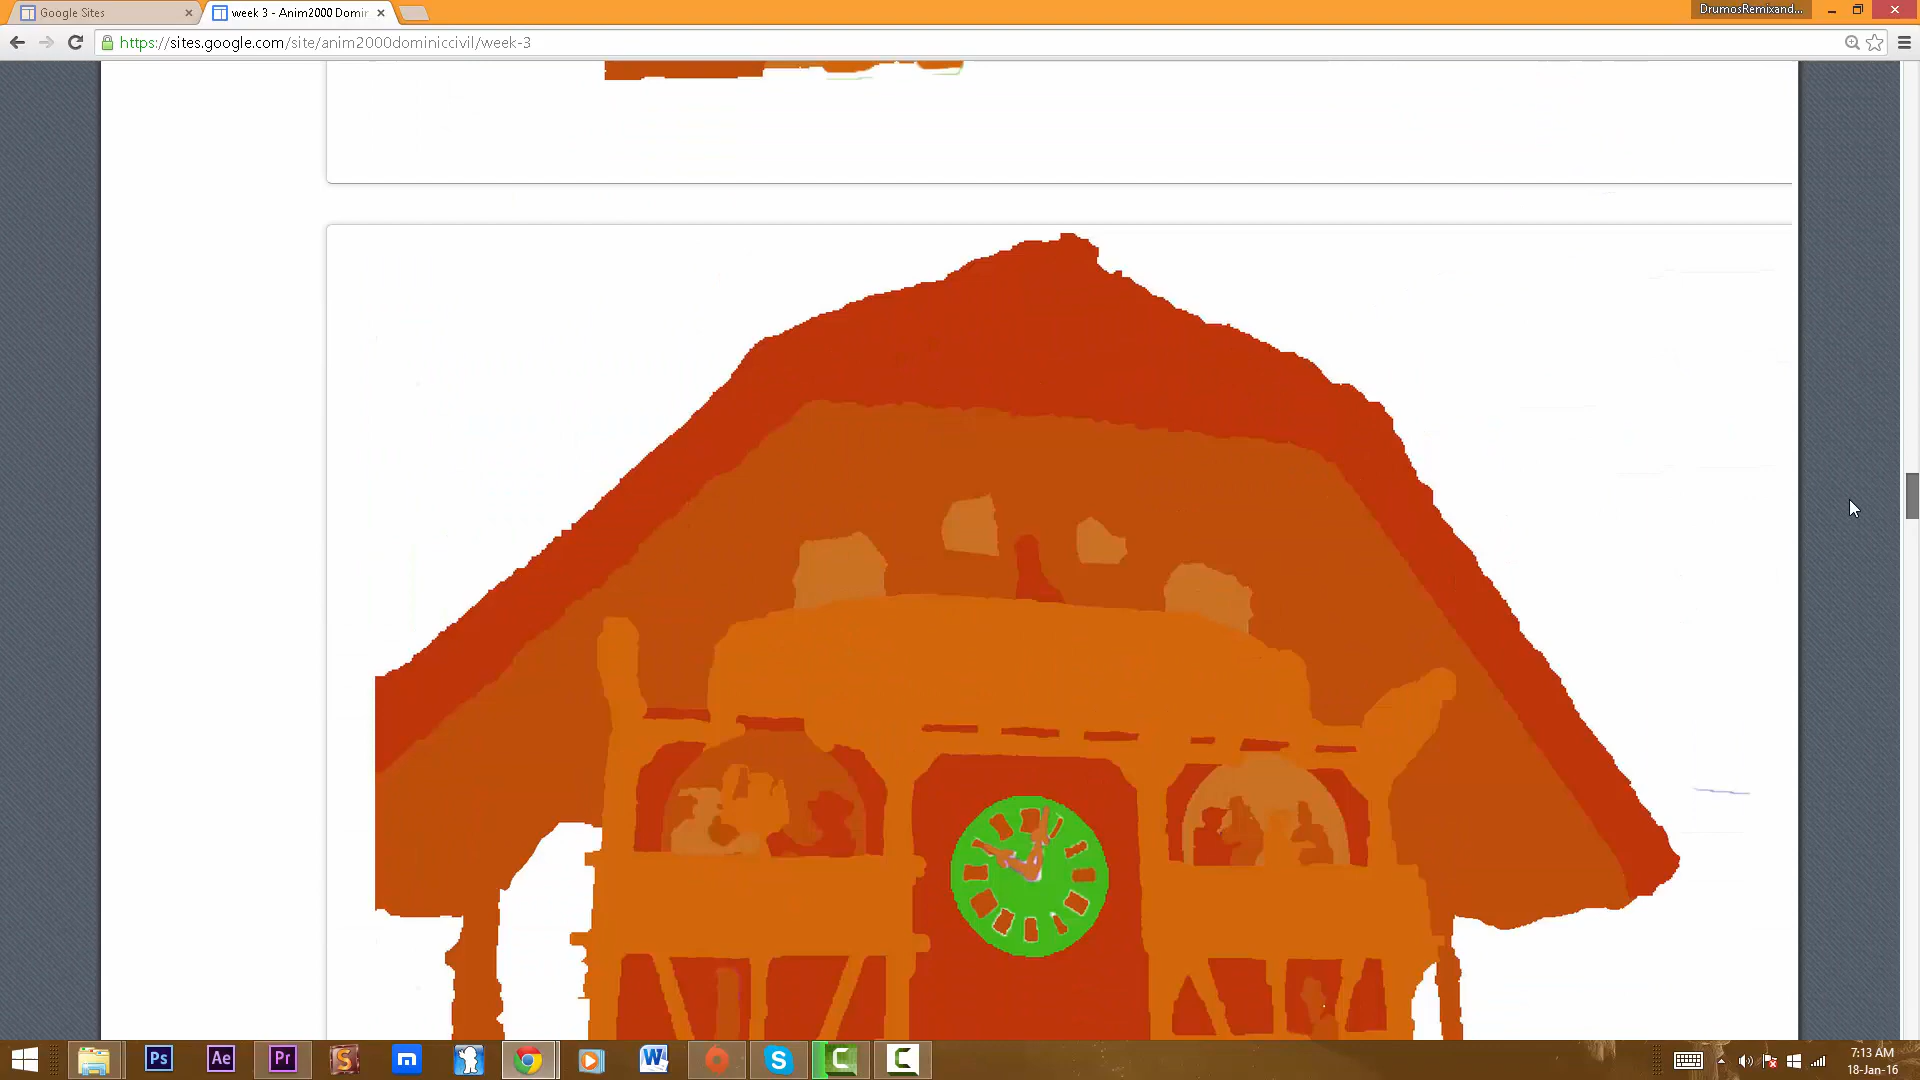 Google Sites
week 3 - Anim2000 Domin
DrumosRemixand...
https://sites.google.com/site/anim2000dominiccivil/week-3
Ps
Ae
Pr
S
m
W
S
C
C
7:13 AM
18-Jan-16